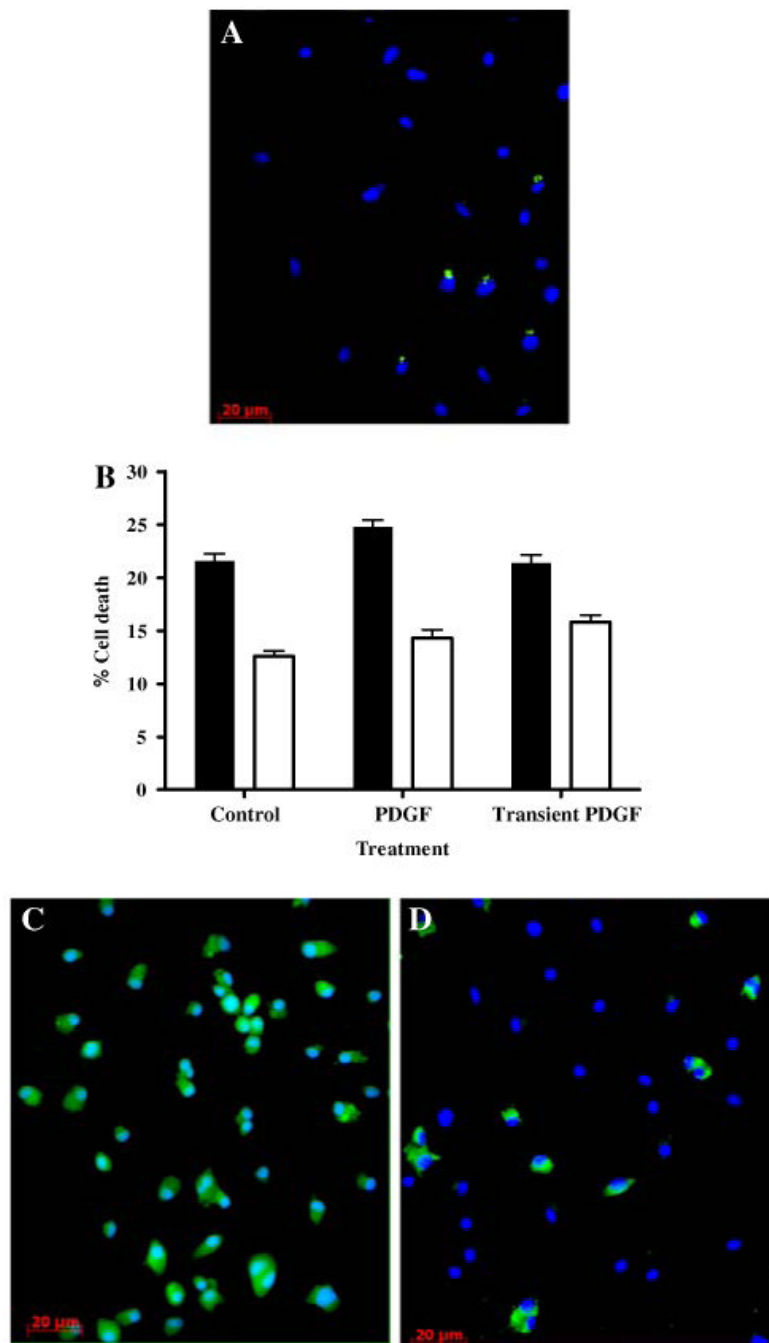 A
20 µm
B
30
25
20
15
10
5
0
% Cell death
Control PDGF Transient PDGF
Treatment
C D
20 µm 20 µm